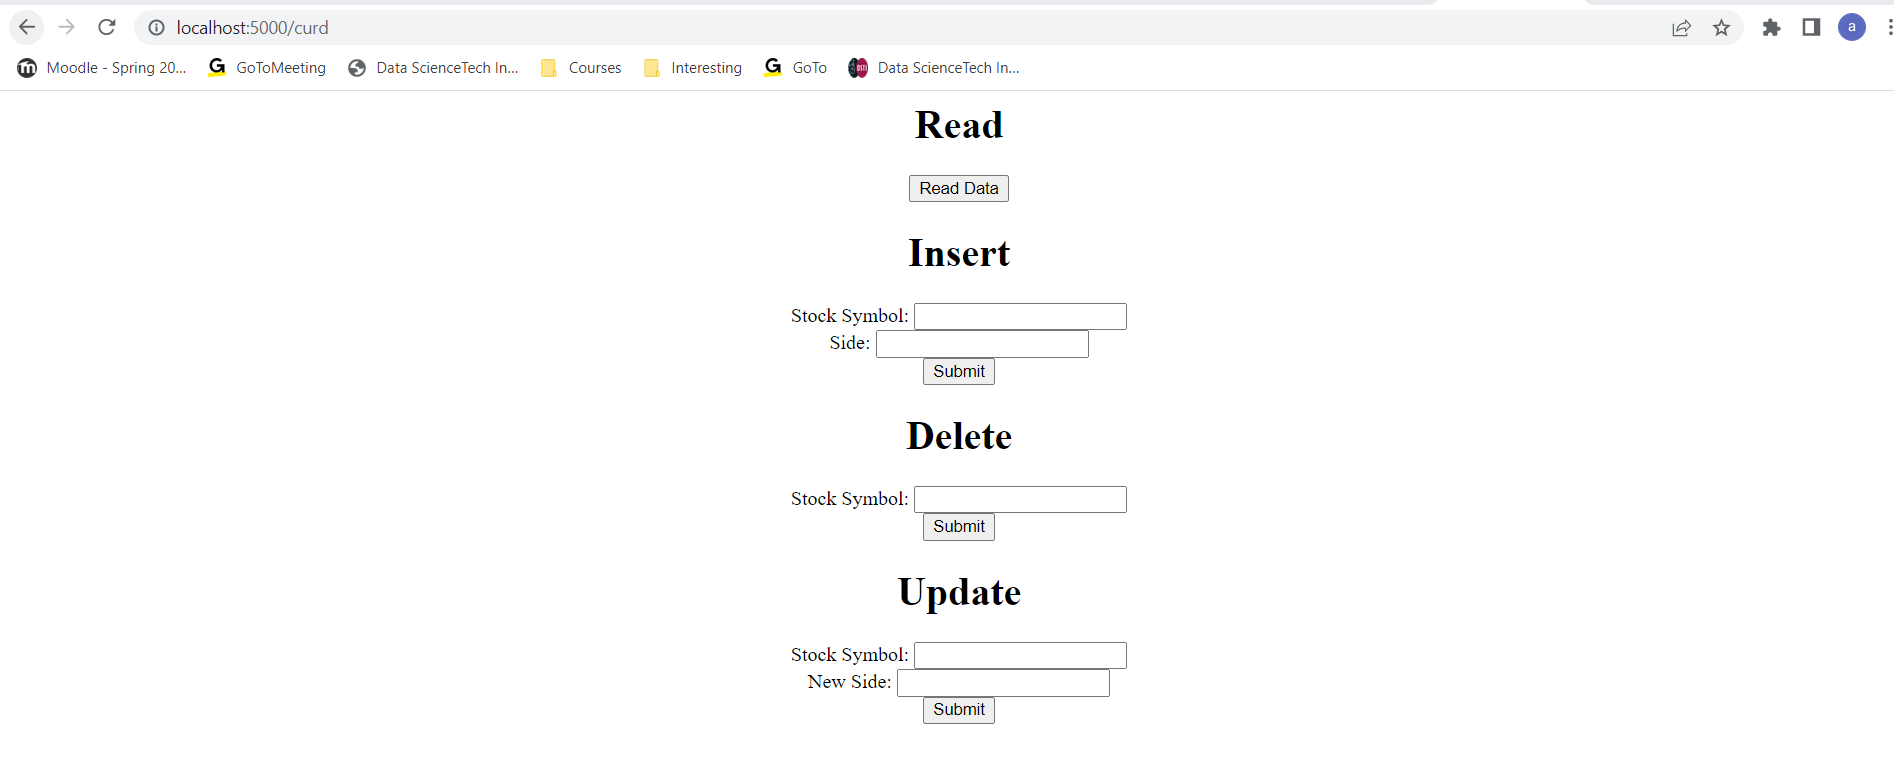 localhost:5000/curd
a
Moodle - Spring 20... GoToMeeting Data ScienceTech In... Courses Interesting GoTo Data ScienceTech In...
Read
Read Data
Insert
Stock Symbol:
Side:
Submit
Delete
Stock Symbol:
Submit
Update
Stock Symbol:
New Side:
Submit